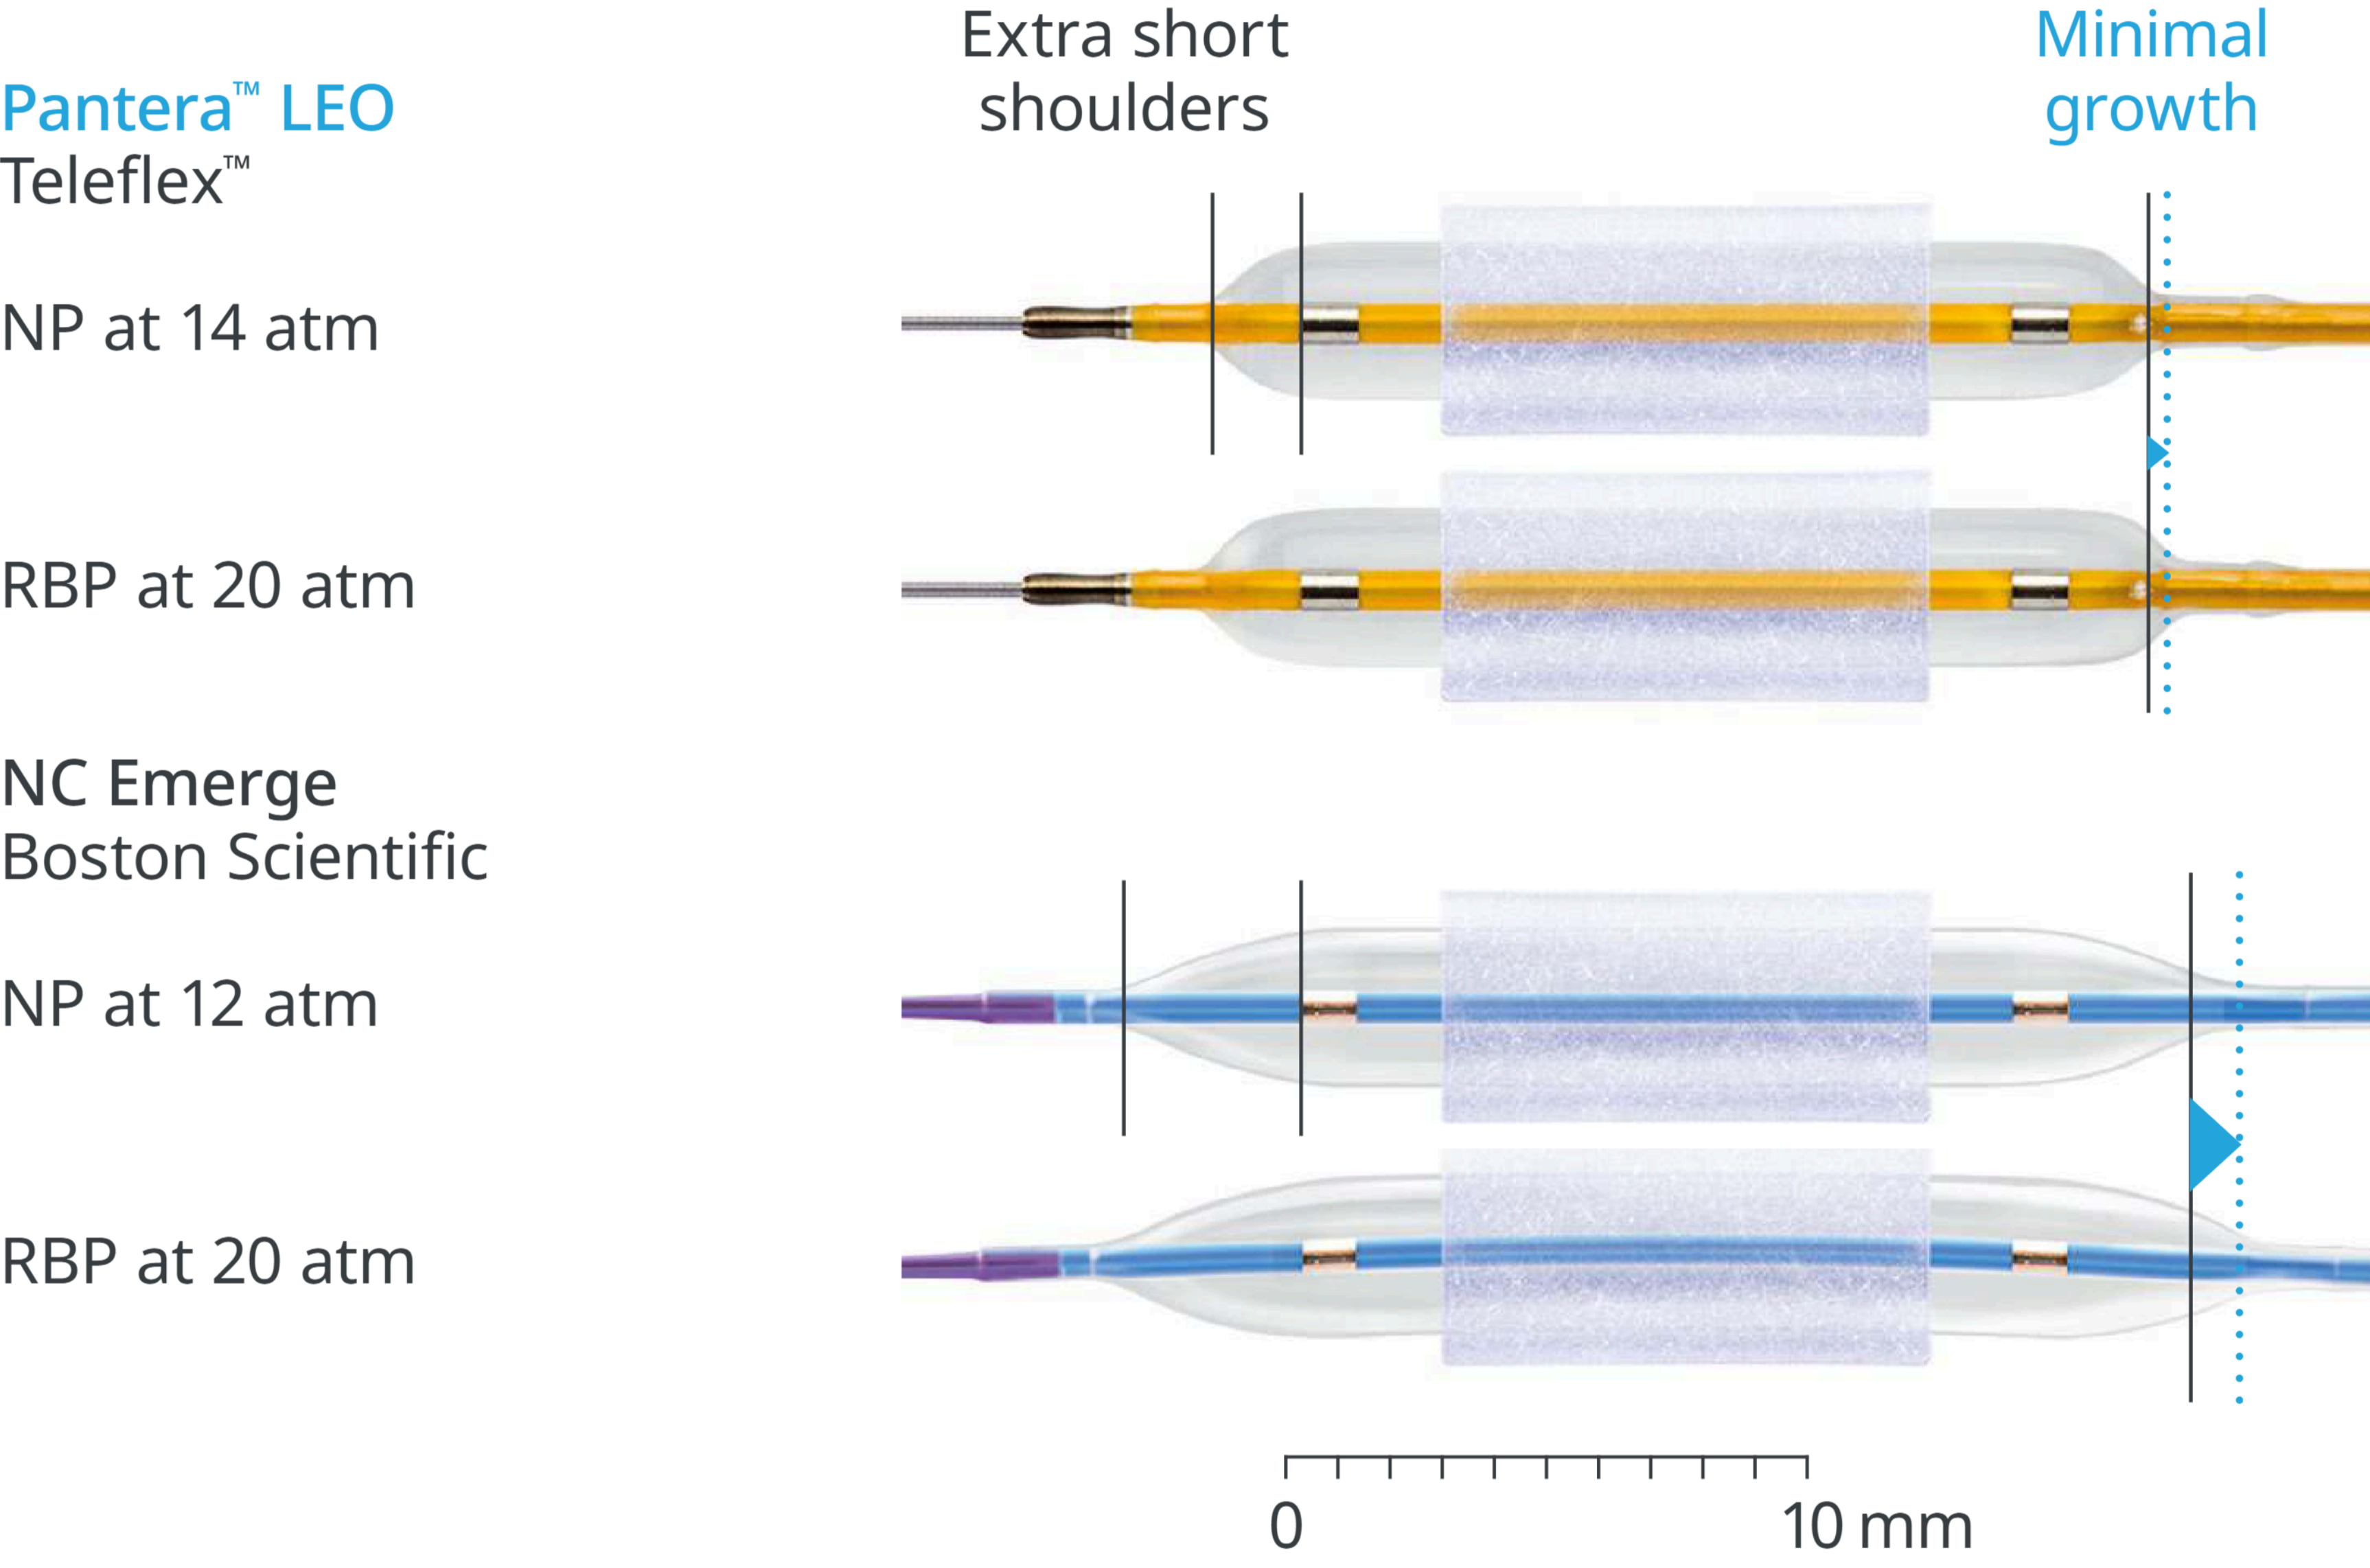 Extra short
shoulders
Minimal
growth
Pantera™ LEO
Teleflex™
NP at 14 atm
RBP at 20 atm
NC Emerge
Boston Scientific
NP at 12 atm
RBP at 20 atm
0
10 mm